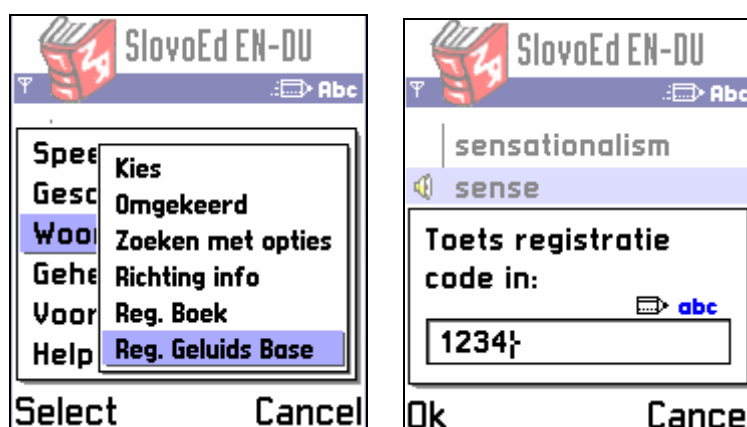 SlovoEd EN-DU
Abc
Spee
Gesc
Woo
Gehe
Voor
Help
Kies
Omgekeerd
Zoeken met opties
Richting info
Reg. Boek
Reg. Geluids Base
Select Cancel
SlovoEd EN-DU
Abc
sensationalism
sense
Toets registratie
code in:
abc
1234
Ok Cance